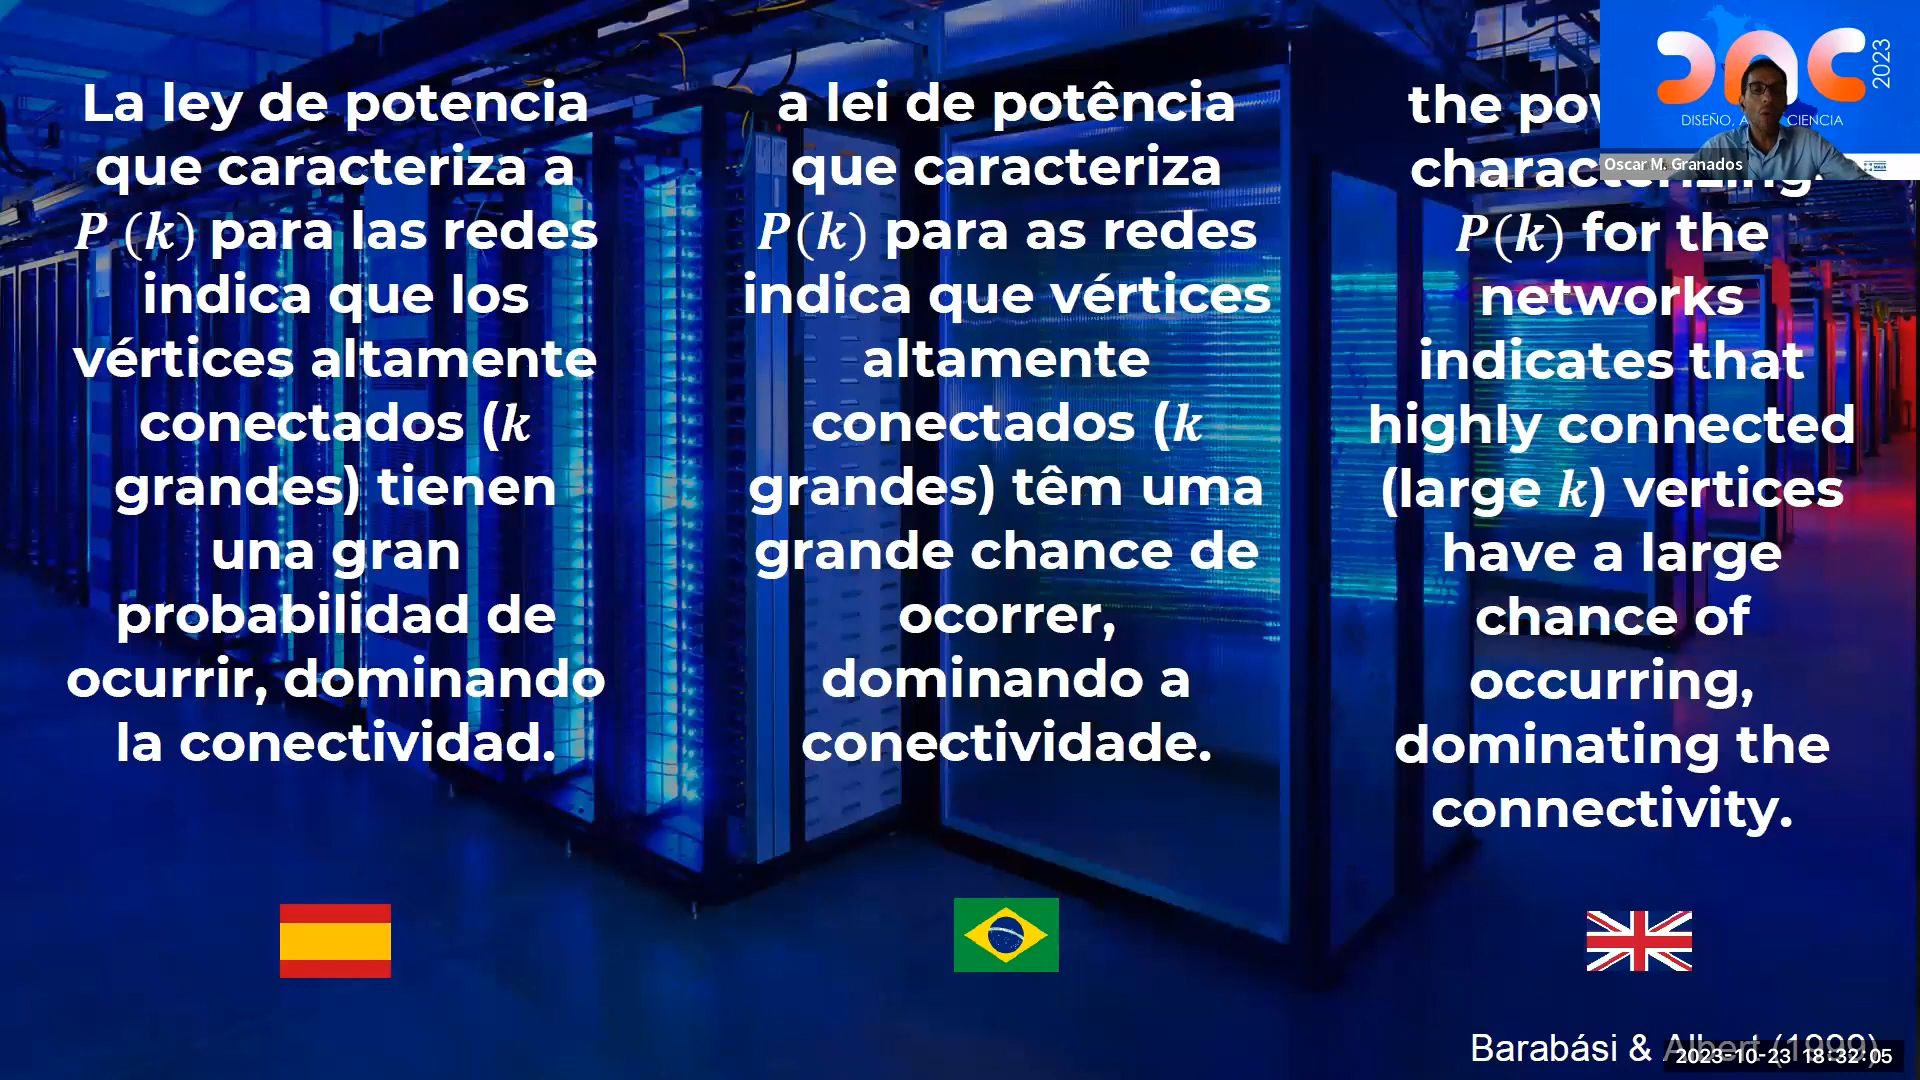 La ley de potencia
que caracteriza a
P (k) para las redes
indica que los
vértices altamente
conectados (k
grandes) tienen
una gran
probabilidad de
ocurrir, dominando
la conectividad.
a lei de potência
que caracteriza
P(k) para as redes
indica que vértices
altamente
conectados (k
grandes) têm uma
grande chance de
ocorrer,
dominando a
conectividade.
the
characterizing
P(k) for the
networks
indicates that
highly connected
(large k) vertices
have a large
chance of
occurring,
dominating the
connectivity.
DAC 2023
DISEÑO, CIENCIA
Oscar M. Granados
Barabási & Albert (1999)
2023-10-23 18:32:05